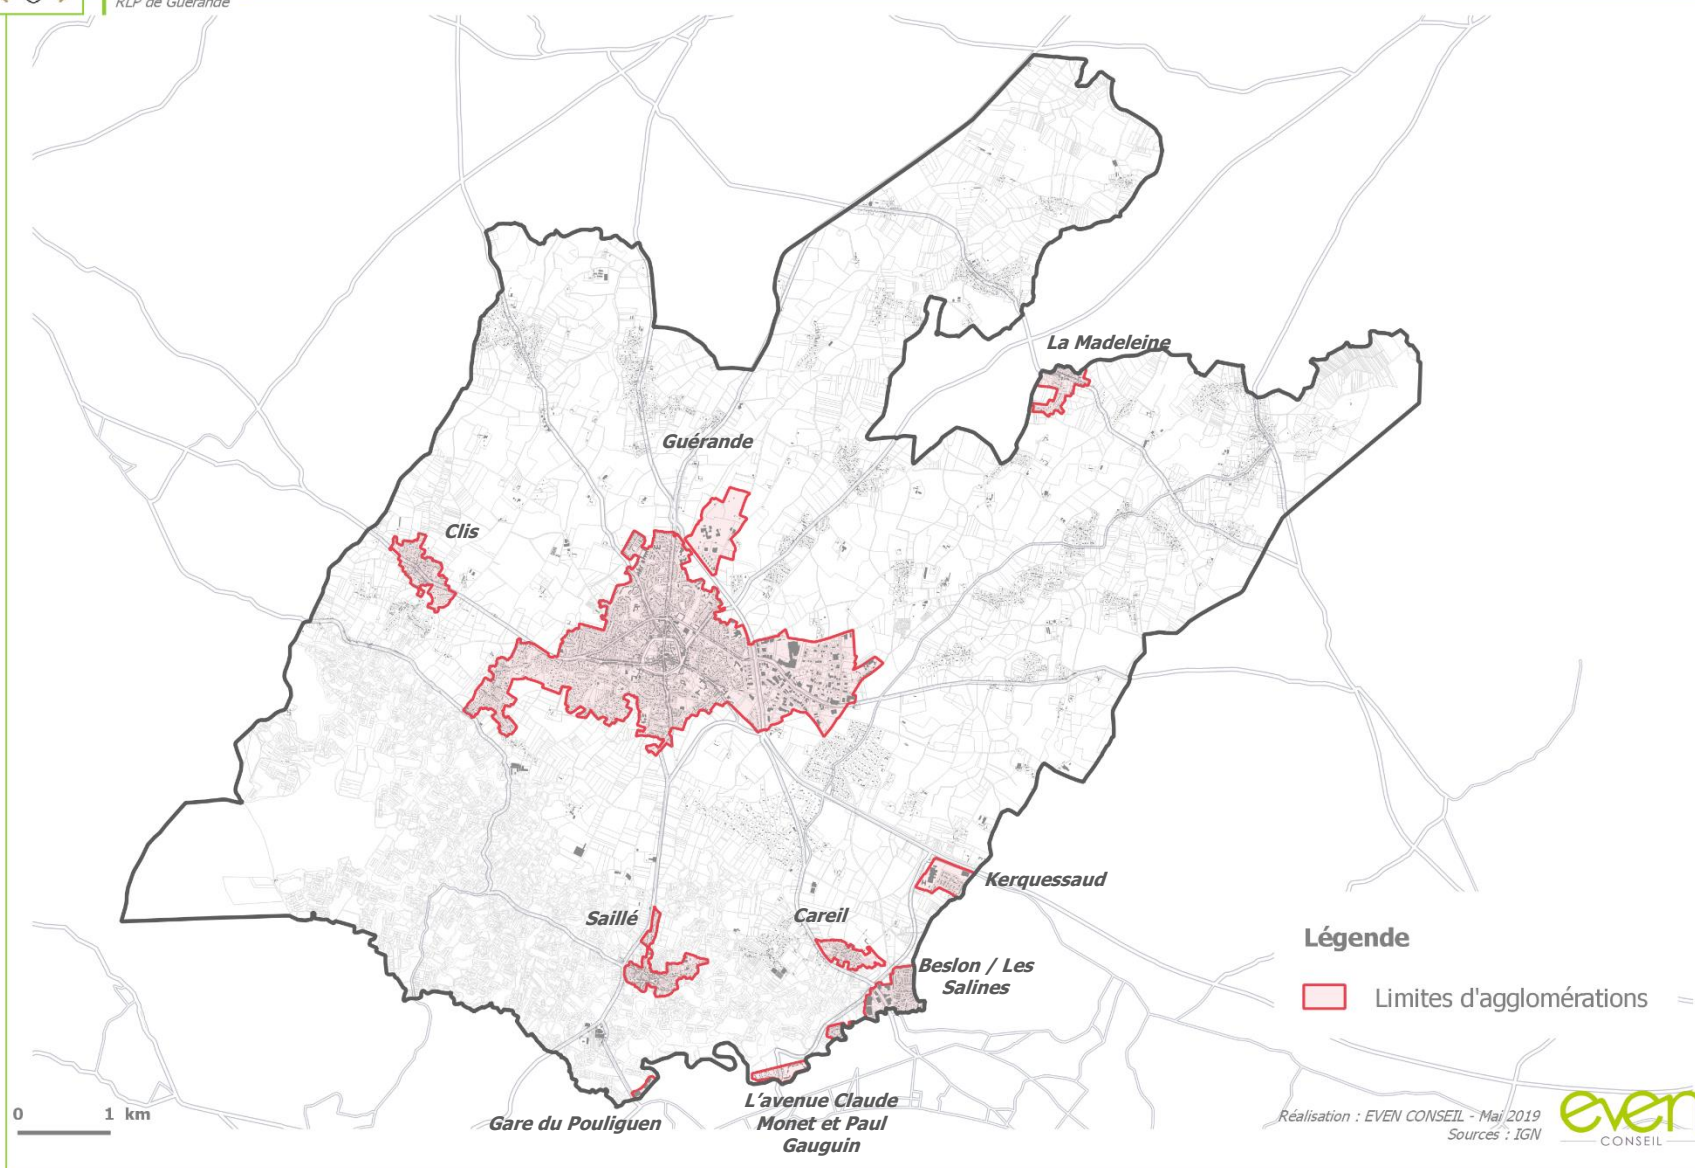 RLP de Guérande
La Madeleine
Guérande
Clis
Kerquessaud
Saillé
Careil
Beslon / Les
Salines
Légende
Limites d'agglomérations
Gare du Pouliguen
L'avenue Claude
Monet et Paul
Gauguin
0 1 km
Réalisation : EVEN CONSEIL - Mai 2019
Sources : IGN
even
CONSEIL